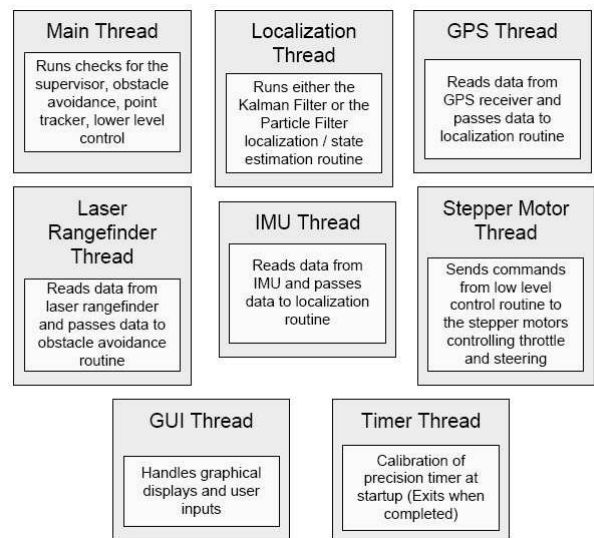 Main Thread
Runs checks for the
supervisor, obstacle
avoidance, point
tracker, lower level
control
Localization
Thread
Runs either the
Kalman Filter or the
Particle Filter
localization / state
estimation routine
GPS Thread
Reads data from
GPS receiver and
passes data to
localization routine
Laser
Rangefinder
Thread
Reads data from
laser rangefinder
and passes data to
obstacle avoidance
routine
IMU Thread
Reads data from
IMU and passes
data to localization
routine
Stepper Motor
Thread
Sends commands
from low level
control routine to
the stepper motors
controlling throttle
and steering
GUI Thread
Handles graphical
displays and user
inputs
Timer Thread
Calibration of
precision timer at
startup (Exits when
completed)